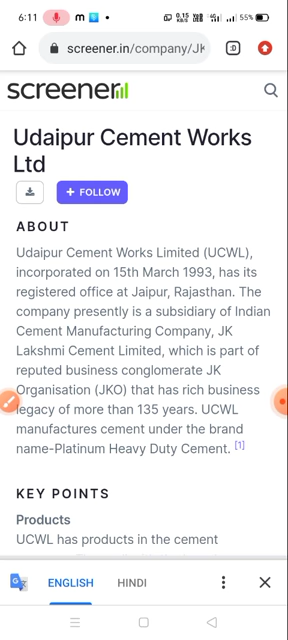 6:11
0.15
55%
screener.in/company/JK
:D
screener
Udaipur Cement Works
Ltd
+ FOLLOW
ABOUT
Udaipur Cement Works Limited (UCWL),
incorporated on 15th March 1993, has its
registered office at Jaipur, Rajasthan. The
company presently is a subsidiary of Indian
Cement Manufacturing Company, JK
Lakshmi Cement Limited, which is part of
reputed business conglomerate JK
Organisation (JKO) that has rich business
legacy of more than 135 years. UCWL
manufactures cement under the brand
name-Platinum Heavy Duty Cement. [1]
KEY POINTS
Products
UCWL has products in the cement
ENGLISH HINDI